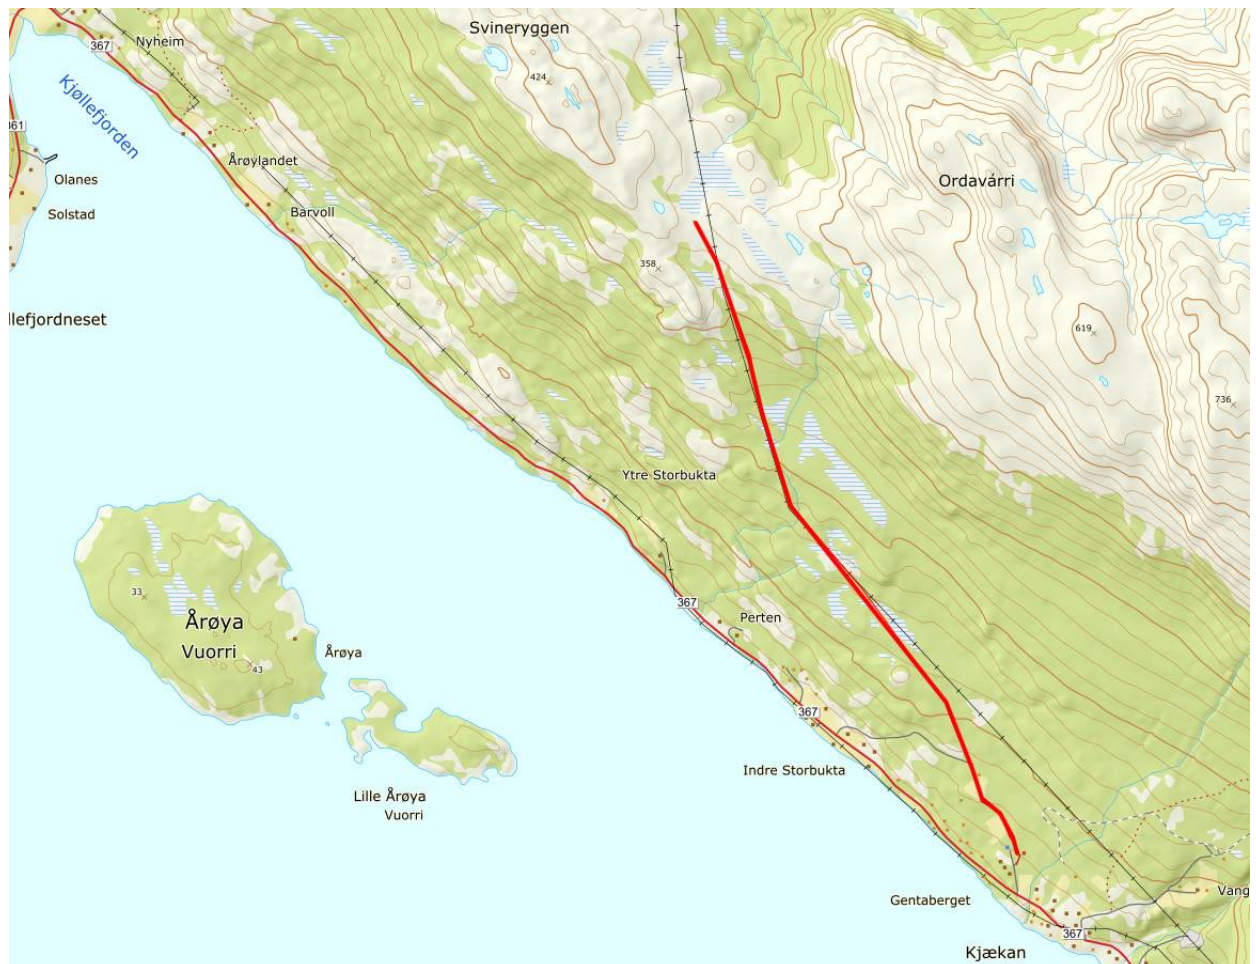 Svineryggen
Nyheim
367
Kjøllefjorden
424
361
Årøylandet
Olanes
Ordavárri
Solstad
Barvoll
358
llefjordneset
619
736
Ytre Storbukta
33
Årøya
Vuorri
367
Perten
Årøya
43
367
Indre Storbukta
Lille Årøya
Vuorri
Gentaberget
Vang
367
Kjækan